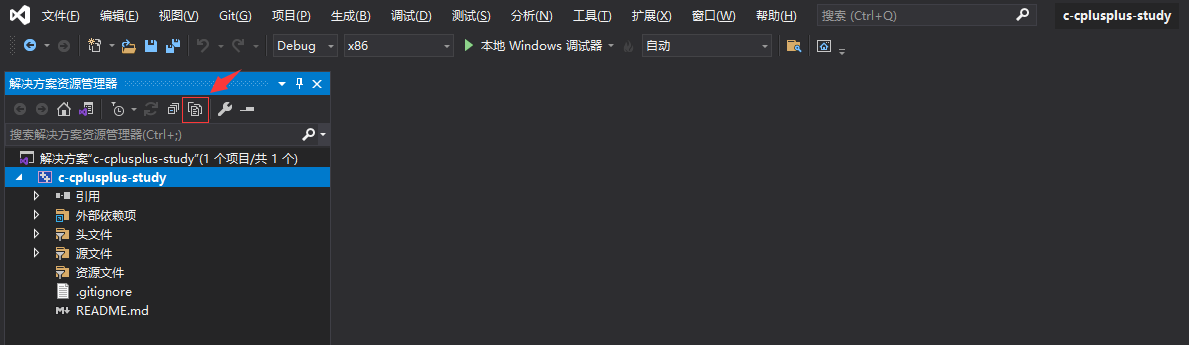 文件(F) 编辑(E) 视图(V) Git(G) 项目(P) 生成(B) 调试(D) 测试(S) 分析(N) 工具(T) 扩展(X) 窗口(W) 帮助(H) 搜索 (Ctrl+Q) c-cplusplus-study
Debug x86 本地 Windows 调试器 自动
解决方案资源管理器
搜索解决方案资源管理器(Ctrl+;)
解决方案"c-cplusplus-study"(1 个项目/共 1 个)
c-cplusplus-study
引用
外部依赖项
头文件
源文件
资源文件
.gitignore
README.md